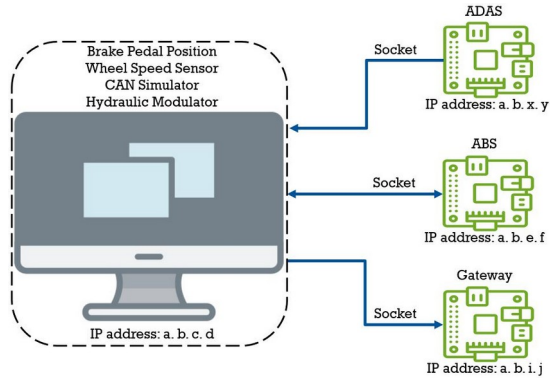 Brake Pedal Position
Wheel Speed Sensor
CAN Simulator
Hydraulic Modulator
IP address: a. b. c. d
ADAS
Socket
IP address: a. b. x. y
ABS
Socket
IP address: a. b. e. f
Gateway
Socket
IP address: a. b. i. j